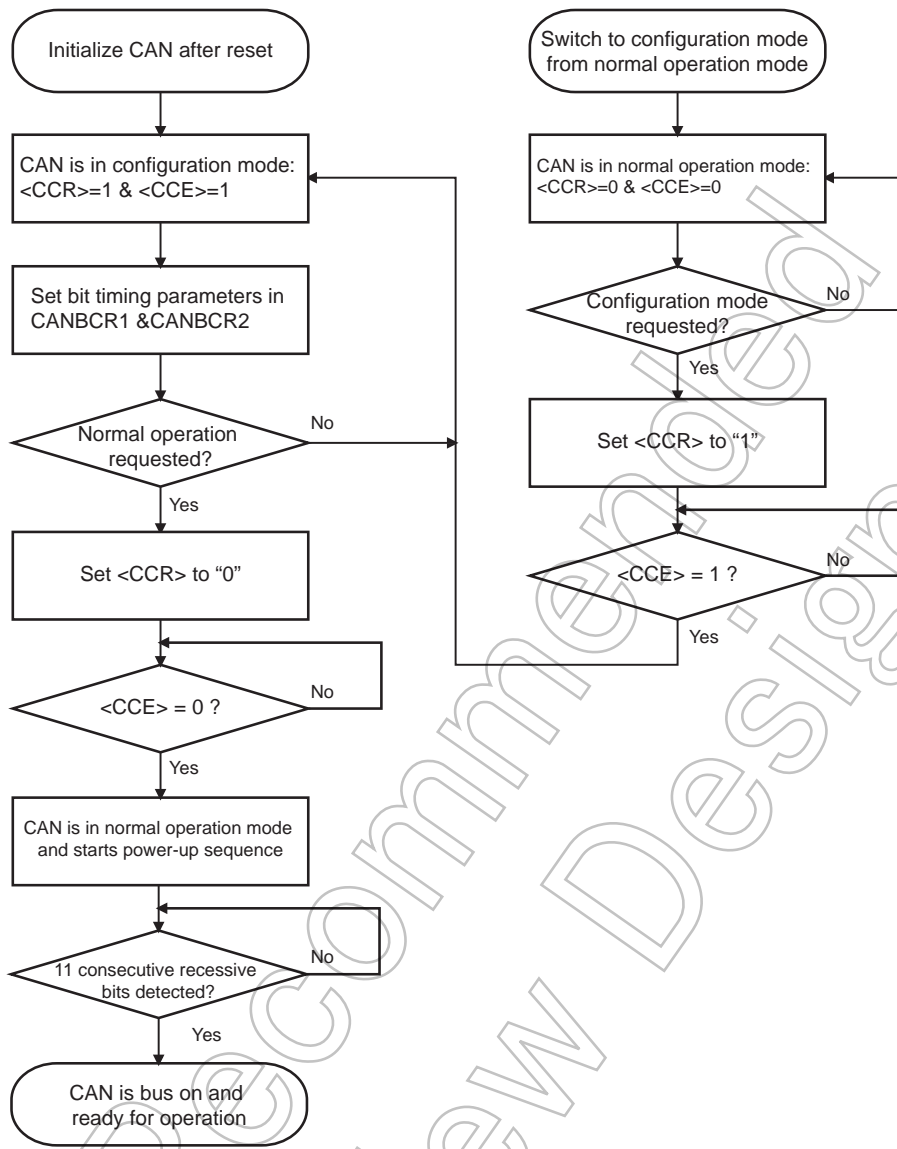 Initialize CAN after reset
CAN is in configuration mode:
<CCR>=1 & <CCE>=1
Set bit timing parameters in
CANBCR1 &CANBCR2
Normal operation
requested?
No
Yes
Set <CCR> to “0”
<CCE> = 0 ?
No
Yes
CAN is in normal operation mode
and starts power-up sequence
11 consecutive recessive
bits detected?
No
Yes
CAN is bus on and
ready for operation
Switch to configuration mode
from normal operation mode
CAN is in normal operation mode:
<CCR>=0 & <CCE>=0
Configuration mode
requested?
No
Yes
Set <CCR> to “1”
<CCE> = 1 ?
No
Yes
Recommended
ew Design